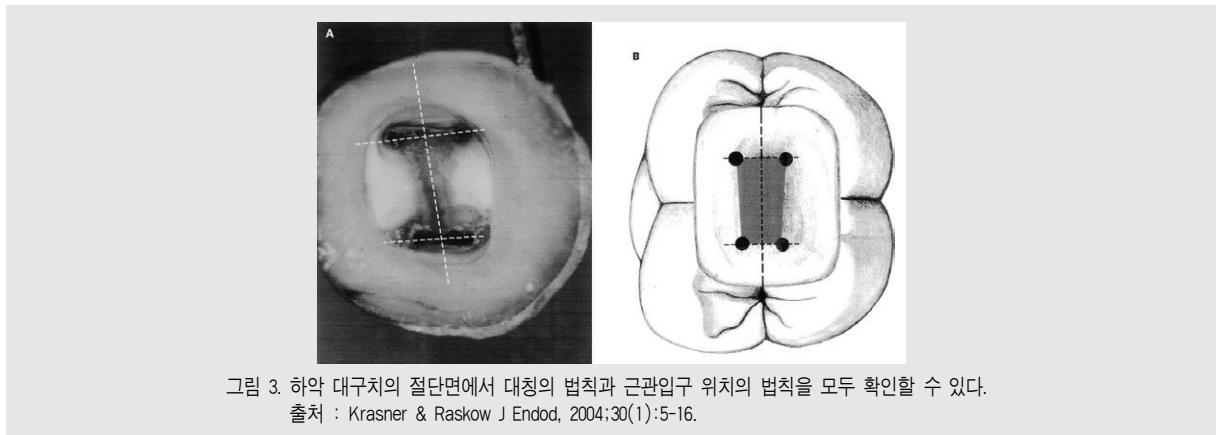 A
B
그림 3. 하악 대구치의 절단면에서 대칭의 법칙과 근관입구 위치의 법칙을 모두 확인할 수 있다.
출처 : Krasner & Raskow J Endod, 2004;30(1):5-16.